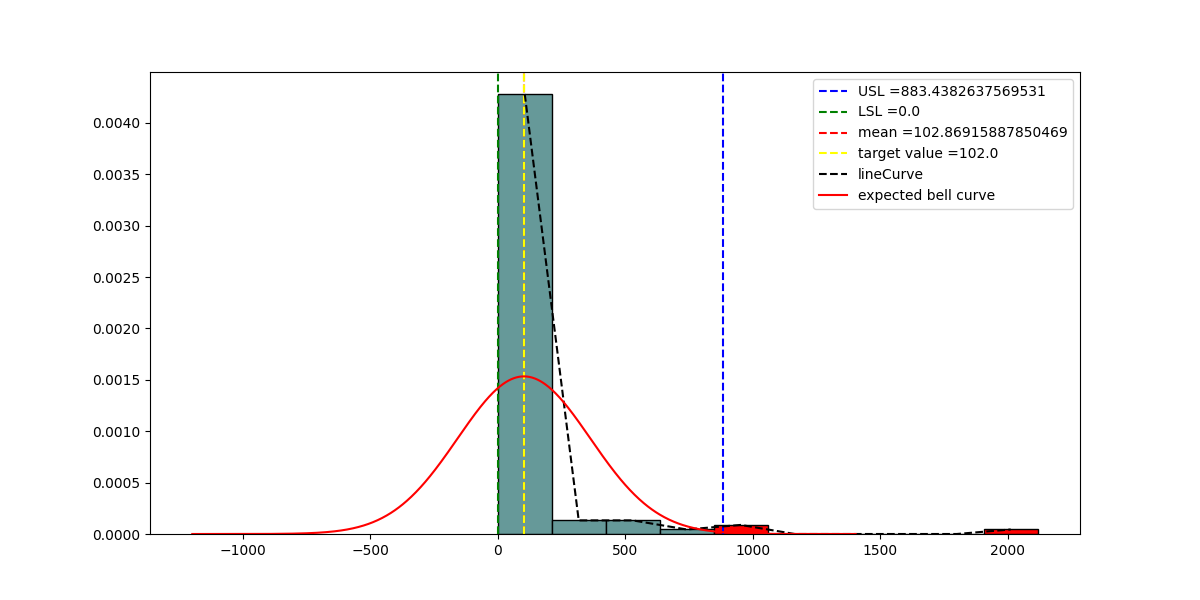 USL =883.4382637569531
LSL =0.0
mean =102.86915887850469
target value =102.0
lineCurve
expected bell curve
0.0040
0.0035
0.0030
0.0025
0.0020
0.0015
0.0010
0.0005
0.0000
−1000 −500 0 500 1000 1500 2000